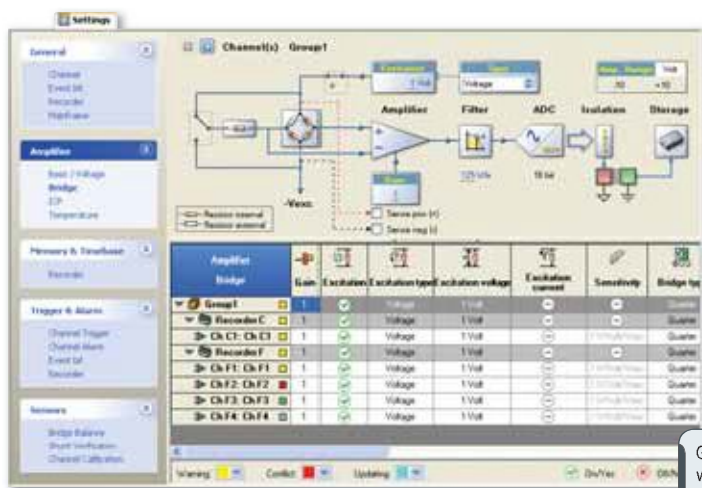 Settings
General
Channel
Event bit
Recorder
Mainframe
Amplifier
Basic / Voltage
Bridge
ICP
Temperature
Memory & Timebase
Recorder
Trigger & Alarm
Channel Trigger
Channel Alarm
Event bit
Recorder
Sensors
Bridge Balance
Shunt Verification
Channel Calibration
Channel(s) Group1
1 Volt
Voltage
Volt
-10 +10
Amplifier Filter ADC Isolation Storage
-Vexc
Resistor internal
Resistor external
Sense pos (+)
Sense neg (-)
Amplifier
Bridge
Gain Excitation Excitation type Excitation voltage Excitation current Sensitivity Bridge typ
Group1 1 Voltage 1 Volt Quarter
Recorder C 1 Voltage 1 Volt Quarter
Ch C1: Ch C1 1 Voltage 1 Volt Quarter
Recorder F 1 Voltage 1 Volt Quarter
Ch F1: Ch F1 1 Voltage 1 Volt Quarter
Ch F2: Ch F2 1 Voltage 1 Volt Quarter
Ch F3: Ch F3 1 Voltage 1 Volt Quarter
Ch F4: Ch F4 1 Voltage 1 Volt Quarter
Warning: Conflict: Updating: On/Yes